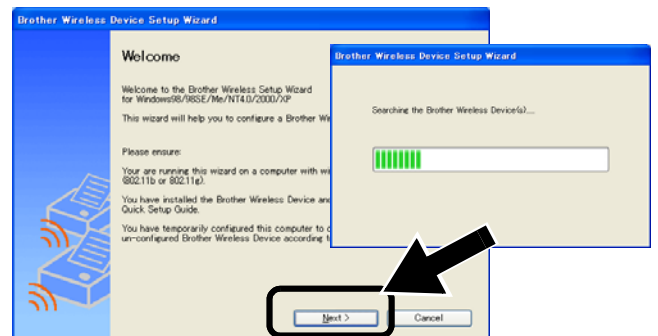 Brother Wireless Device Setup Wizard
Welcome
Welcome to the Brother Wireless Setup Wizard
for Windows98/98SE/Me/NT4.0/2000/XP
This wizard will help you to configure a Brother
Please ensure:
Your are running this wizard on a computer with
(802.11b or 802.11g).
You have installed the Brother Wireless Device and
Quick Setup Guide.
You have temporarily configured this computer to
un-configured Brother Wireless Device according
Next >
Cancel
Brother Wireless Device Setup Wizard
Searching the Brother Wireless Device(s)....